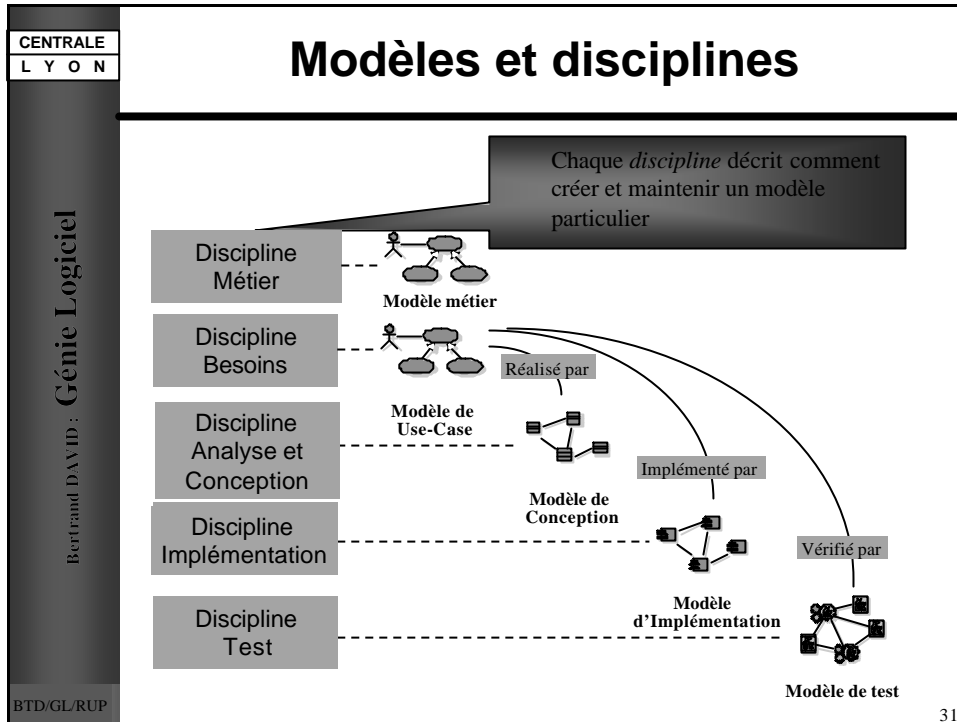 CENTRALE
L Y O N
Modèles et disciplines
Chaque discipline décrit comment
créer et maintenir un modèle
particulier
Discipline
Métier
Modèle métier
Discipline
Besoins
Réalisé par
Modèle de
Use-Case
Discipline
Analyse et
Conception
Implémenté par
Modèle de
Conception
Discipline
Implémentation
Vérifié par
Modèle
d'Implémentation
Discipline
Test
Modèle de test
Bertrand DAVID : Génie Logiciel
BTD/GL/RUP
31